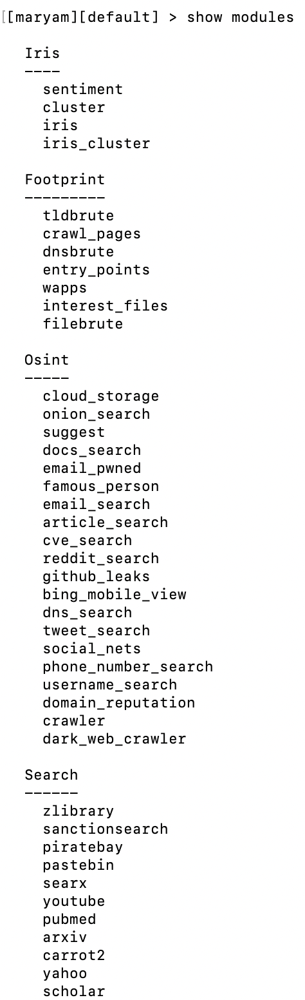 [[maryam][default] > show modules
Iris
----
sentiment
cluster
iris
iris_cluster
Footprint
---------
tldbrute
crawl_pages
dnsbrute
entry_points
wapps
interest_files
filebrute
Osint
-----
cloud_storage
onion_search
suggest
docs_search
email_pwned
famous_person
email_search
article_search
cve_search
reddit_search
github_leaks
bing_mobile_view
dns_search
tweet_search
social_nets
phone_number_search
username_search
domain_reputation
crawler
dark_web_crawler
Search
------
zlibrary
sanctionsearch
piratebay
pastebin
searx
youtube
pubmed
arxiv
carrot2
yahoo
scholar